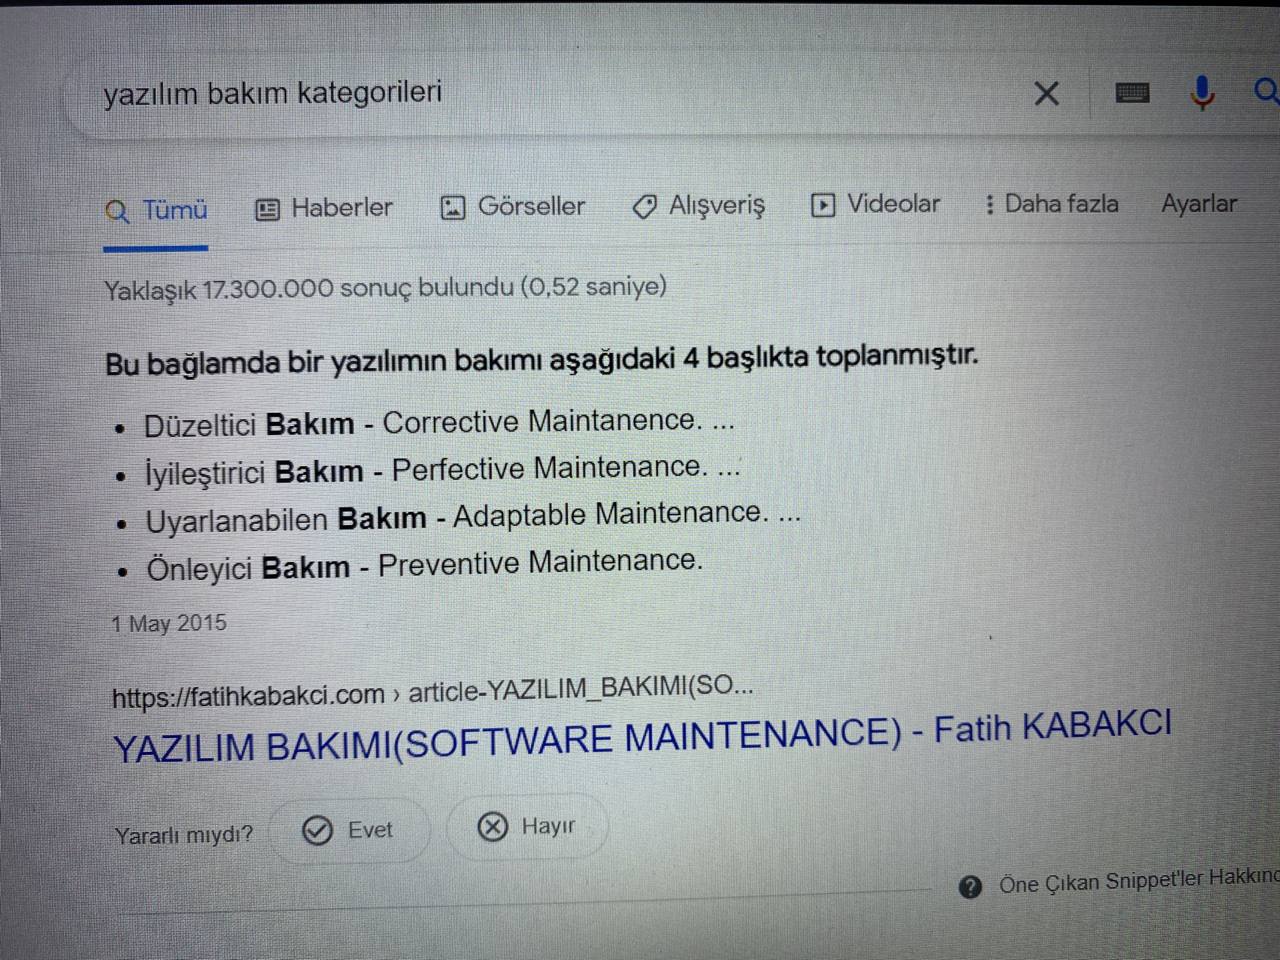 yazılım bakım kategorileri
Tümü Haberler Görseller Alışveriş Videolar Daha fazla Ayarlar
Yaklaşık 17.300.000 sonuç bulundu (0,52 saniye)
Bu bağlamda bir yazılımın bakımı aşağıdaki 4 başlıkta toplanmıştır.
• Düzeltici Bakım - Corrective Maintanence. ...
• İyileştirici Bakım - Perfective Maintenance. ...
• Uyarlanabilen Bakım - Adaptable Maintenance. ...
• Önleyici Bakım - Preventive Maintenance.
1 May 2015
https://fatihkabakci.com › article-YAZILIM_BAKIMI(SO...
YAZILIM BAKIMI(SOFTWARE MAINTENANCE) - Fatih KABAKCI
Yararlı mıydı? Evet Hayır
Öne Çıkan Snippet'ler